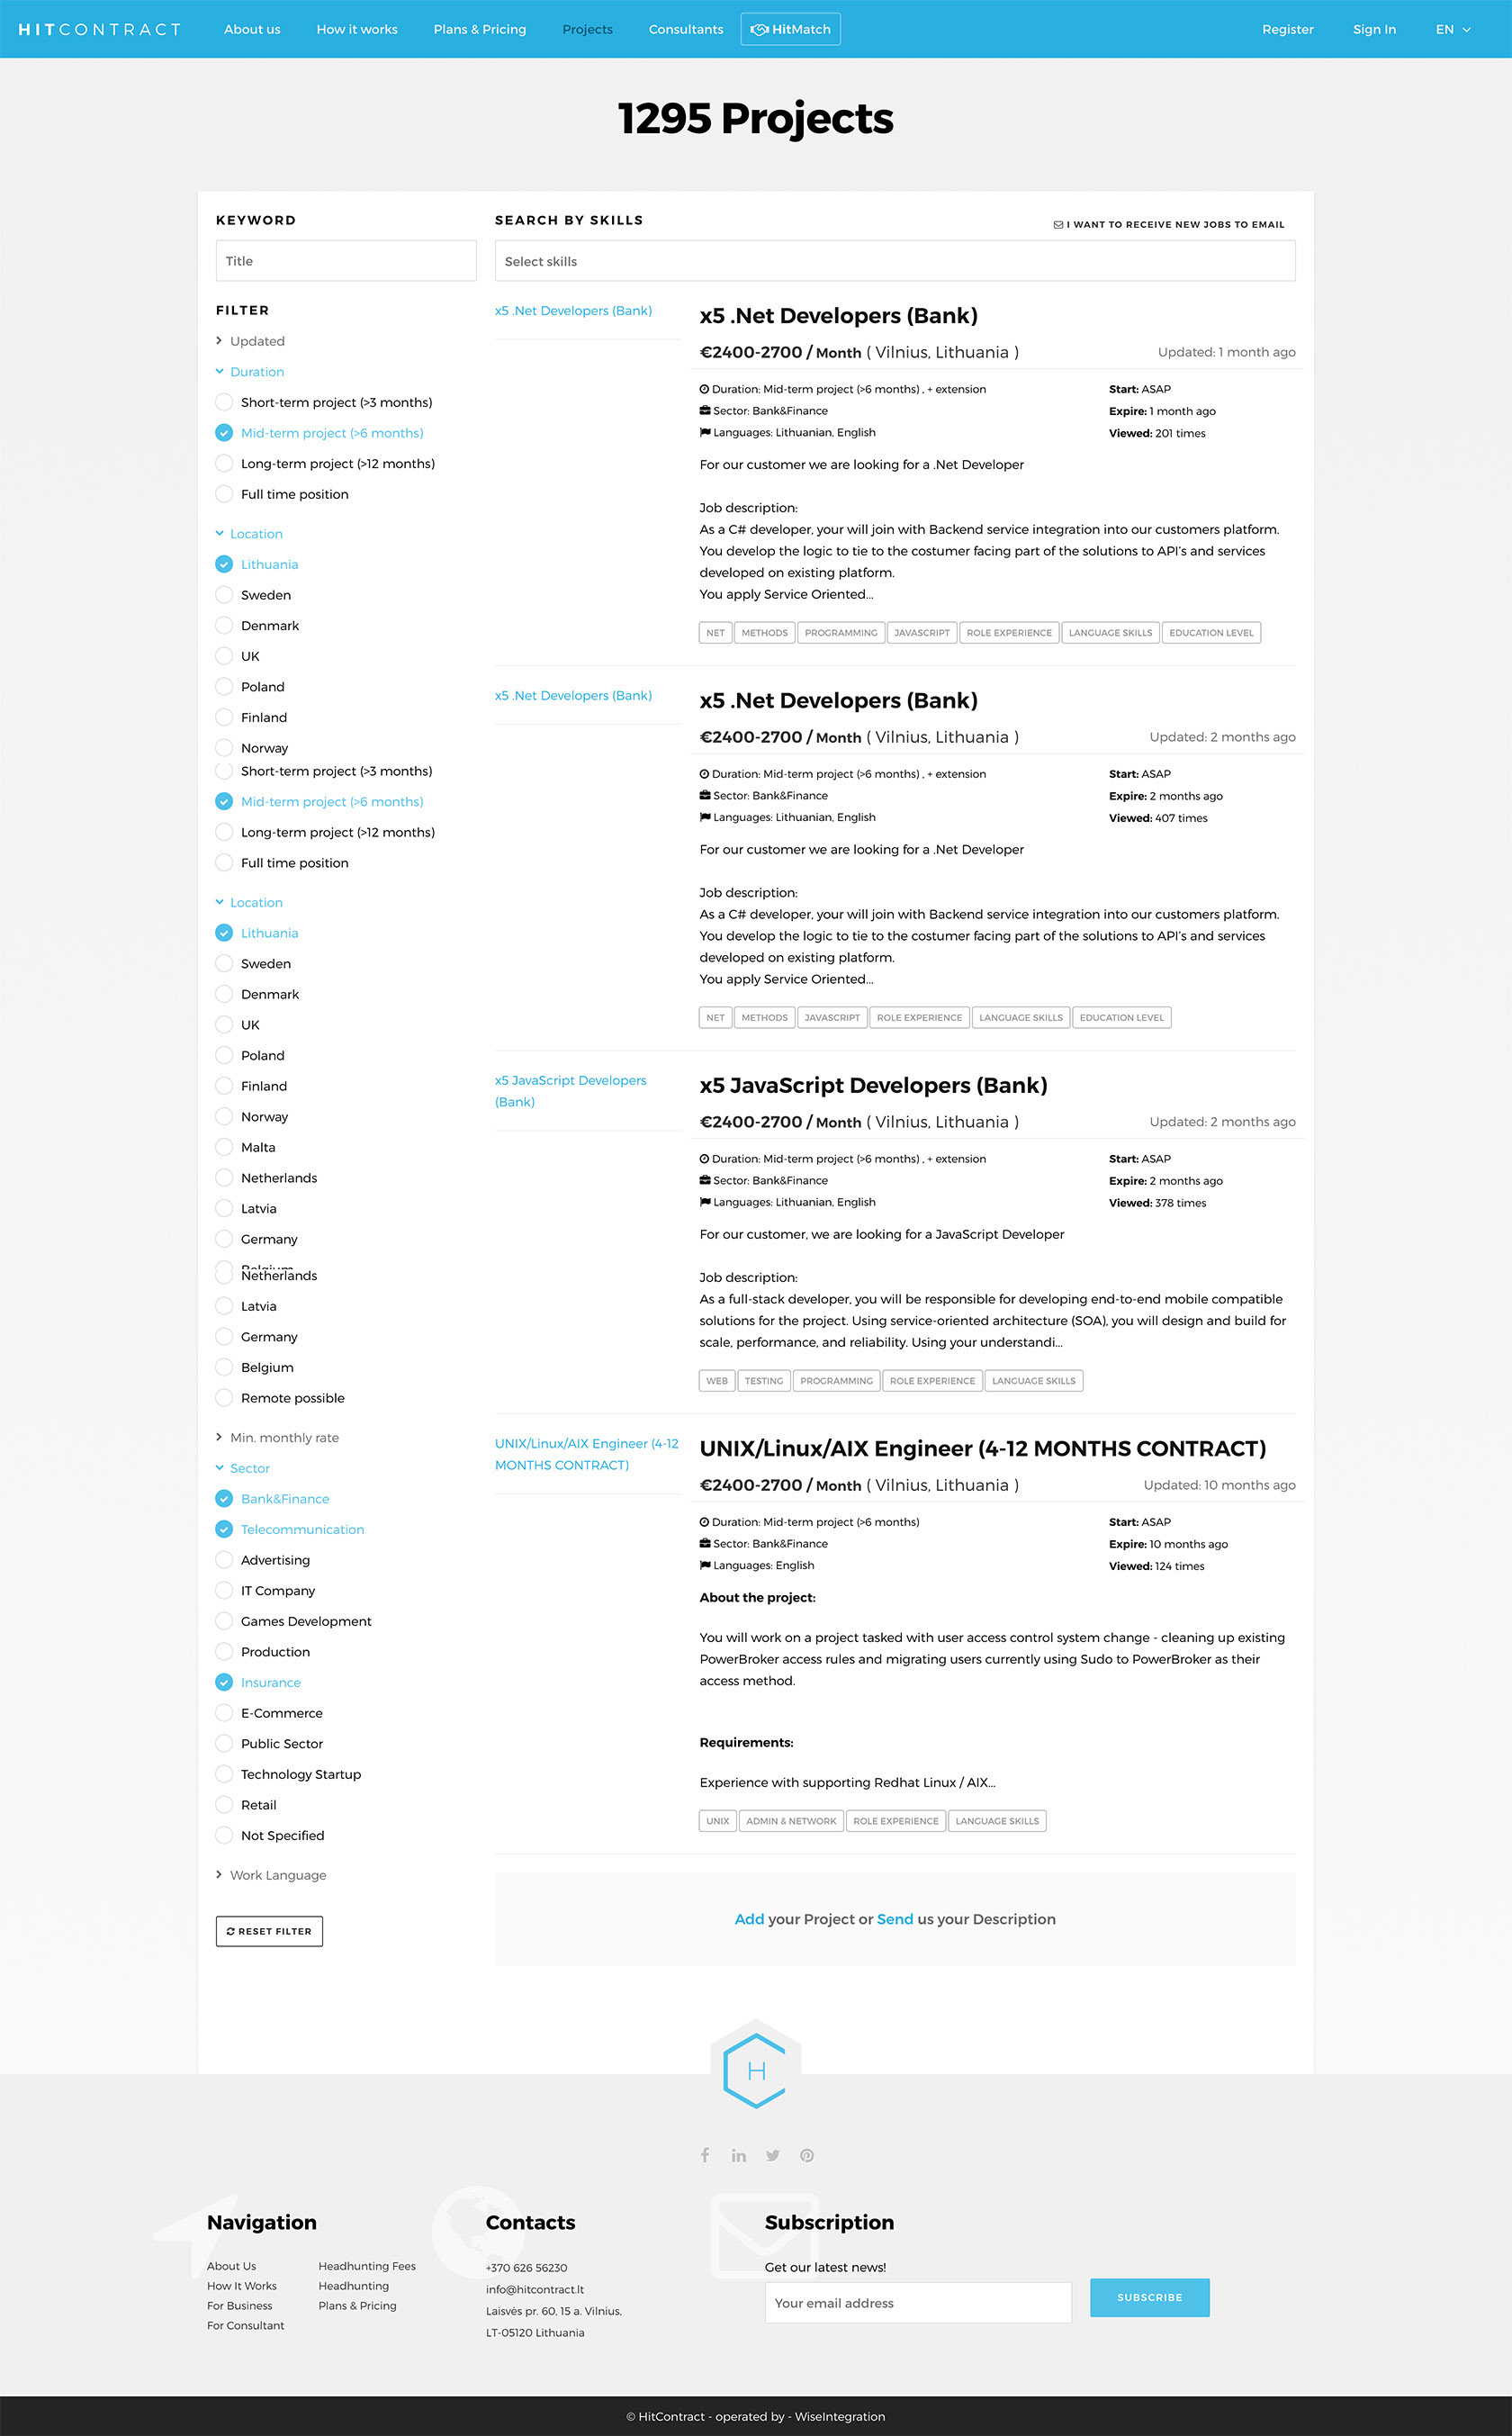 HITCONTRACT About us How it works Plans & Pricing Projects Consultants HitMatch Register Sign In EN
1295 Projects
KEYWORD
Title
FILTER
Updated
Duration
Short-term project (>3 months)
Mid-term project (>6 months)
Long-term project (>12 months)
Full time position
Location
Lithuania
Sweden
Denmark
UK
Poland
Finland
Norway
Short-term project (>3 months)
Mid-term project (>6 months)
Long-term project (>12 months)
Full time position
Location
Lithuania
Sweden
Denmark
UK
Poland
Finland
Norway
Malta
Netherlands
Latvia
Germany
Belgium
Netherlands
Latvia
Germany
Belgium
Remote possible
Min. monthly rate
Sector
Bank&Finance
Telecommunication
Advertising
IT Company
Games Development
Production
Insurance
E-Commerce
Public Sector
Technology Startup
Retail
Not Specified
Work Language
RESET FILTER
SEARCH BY SKILLS
I WANT TO RECEIVE NEW JOBS TO EMAIL
Select skills
x5 .Net Developers (Bank)
x5 .Net Developers (Bank)
€2400-2700 / Month ( Vilnius, Lithuania ) Updated: 1 month ago
Duration: Mid-term project (>6 months) , + extension
Sector: Bank&Finance
Languages: Lithuanian, English
Start: ASAP
Expire: 1 month ago
Viewed: 201 times
For our customer we are looking for a .Net Developer
Job description:
As a C# developer, your will join with Backend service integration into our customers platform.
You develop the logic to tie to the costumer facing part of the solutions to API's and services
developed on existing platform.
You apply Service Oriented...
NET METHODS PROGRAMMING JAVASCRIPT ROLE EXPERIENCE LANGUAGE SKILLS EDUCATION LEVEL
x5 .Net Developers (Bank)
x5 .Net Developers (Bank)
€2400-2700 / Month ( Vilnius, Lithuania ) Updated: 2 months ago
Duration: Mid-term project (>6 months) , + extension
Sector: Bank&Finance
Languages: Lithuanian, English
Start: ASAP
Expire: 2 months ago
Viewed: 407 times
For our customer we are looking for a .Net Developer
Job description:
As a C# developer, your will join with Backend service integration into our customers platform.
You develop the logic to tie to the costumer facing part of the solutions to API's and services
developed on existing platform.
You apply Service Oriented...
NET METHODS JAVASCRIPT ROLE EXPERIENCE LANGUAGE SKILLS EDUCATION LEVEL
x5 JavaScript Developers
(Bank)
x5 JavaScript Developers (Bank)
€2400-2700 / Month ( Vilnius, Lithuania ) Updated: 2 months ago
Duration: Mid-term project (>6 months) , + extension
Sector: Bank&Finance
Languages: Lithuanian, English
Start: ASAP
Expire: 2 months ago
Viewed: 378 times
For our customer, we are looking for a JavaScript Developer
Job description:
As a full-stack developer, you will be responsible for developing end-to-end mobile compatible
solutions for the project. Using service-oriented architecture (SOA), you will design and build for
scale, performance, and reliability. Using your understandi...
WEB TESTING PROGRAMMING ROLE EXPERIENCE LANGUAGE SKILLS
UNIX/Linux/AIX Engineer (4-12
MONTHS CONTRACT)
UNIX/Linux/AIX Engineer (4-12 MONTHS CONTRACT)
€2400-2700 / Month ( Vilnius, Lithuania ) Updated: 10 months ago
Duration: Mid-term project (>6 months)
Sector: Bank&Finance
Languages: English
Start: ASAP
Expire: 10 months ago
Viewed: 124 times
About the project:
You will work on a project tasked with user access control system change - cleaning up existing
PowerBroker access rules and migrating users currently using Sudo to PowerBroker as their
access method.
Requirements:
Experience with supporting Redhat Linux / AIX...
UNIX ADMIN & NETWORK ROLE EXPERIENCE LANGUAGE SKILLS
Add your Project or Send us your Description
H
Navigation
About Us
How It Works
For Business
For Consultant
Headhunting Fees
Headhunting
Plans & Pricing
Contacts
+370 626 56230
info@hitcontract.lt
Laisvės pr. 60, 15 a. Vilnius,
LT-05120 Lithuania
Subscription
Get our latest news!
Your email address
SUBSCRIBE
© HitContract - operated by - WiseIntegration